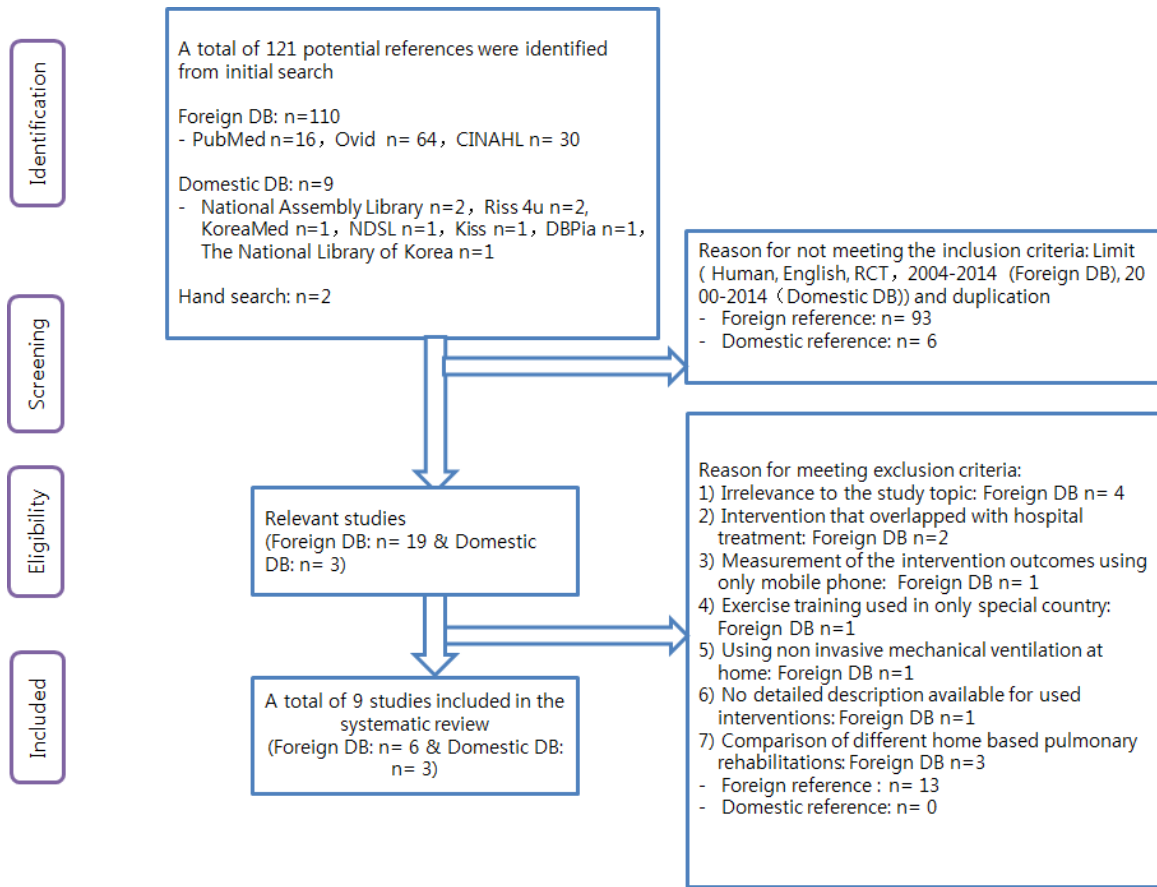 Identification
A total of 121 potential references were identified
from initial search
Foreign DB: n=110
- PubMed n=16, Ovid n= 64, CINAHL n= 30
Domestic DB: n=9
- National Assembly Library n=2, Riss 4u n=2,
KoreaMed n=1, NDSL n=1, Kiss n=1, DBPia n=1,
The National Library of Korea n=1
Hand search: n=2
Screening
Reason for not meeting the inclusion criteria: Limit
( Human, English, RCT, 2004-2014 (Foreign DB), 20
00-2014 (Domestic DB)) and duplication
- Foreign reference: n= 93
- Domestic reference: n= 6
Eligibility
Relevant studies
(Foreign DB: n= 19 & Domestic
DB: n= 3)
Reason for meeting exclusion criteria:
1) Irrelevance to the study topic: Foreign DB n= 4
2) Intervention that overlapped with hospital
treatment: Foreign DB n=2
3) Measurement of the intervention outcomes using
only mobile phone: Foreign DB n= 1
4) Exercise training used in only special country:
Foreign DB n=1
5) Using non invasive mechanical ventilation at
home: Foreign DB n=1
6) No detailed description available for used
interventions: Foreign DB n=1
7) Comparison of different home based pulmonary
rehabilitations: Foreign DB n=3
- Foreign reference : n= 13
- Domestic reference: n= 0
Included
A total of 9 studies included in the
systematic review
(Foreign DB: n= 6 & Domestic DB:
n= 3)